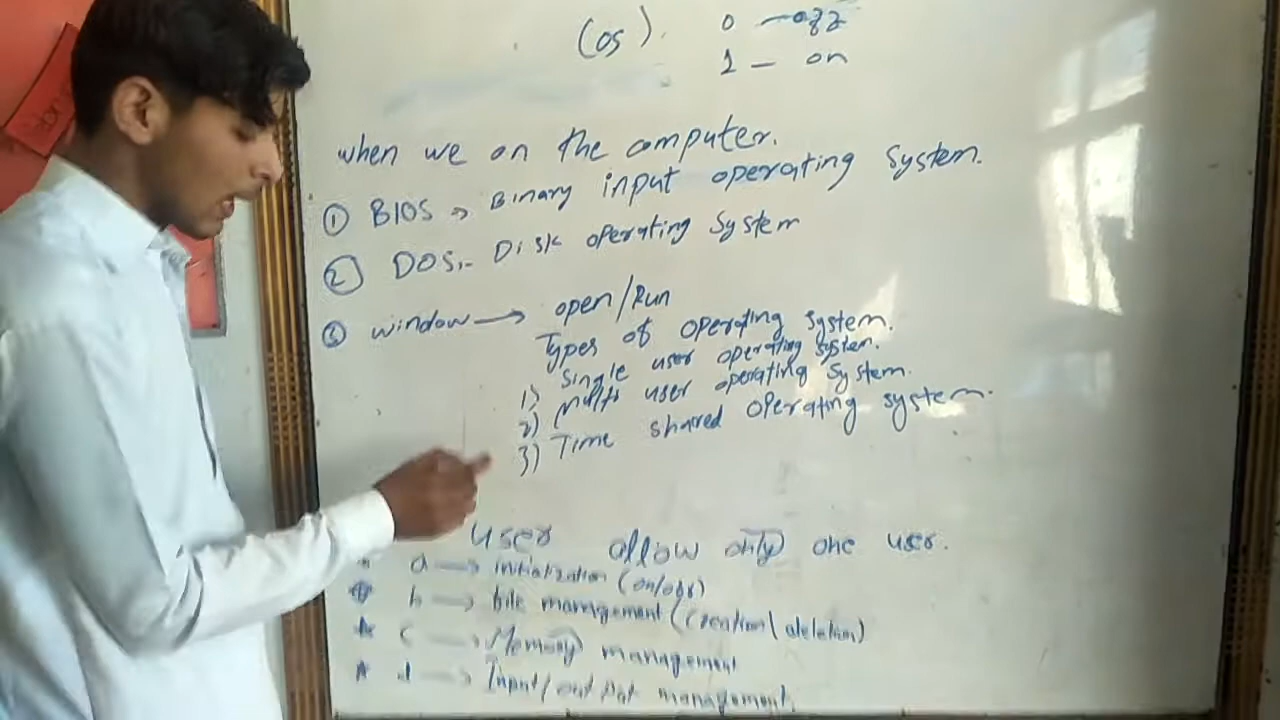 (OS).
0 — off
1 — on
when we on the computer.
① BIOS → Binary input operating system.
② DOS:- Disk operating system
③ window → open/Run
Types of operating system.
1) Single user operating system.
2) Multi user operating system.
3) Time shared operating system.
user allow only one user.
a → initialization (on/off)
b → file management (creation\deletion)
c → Memory management
d → Input/out put management.